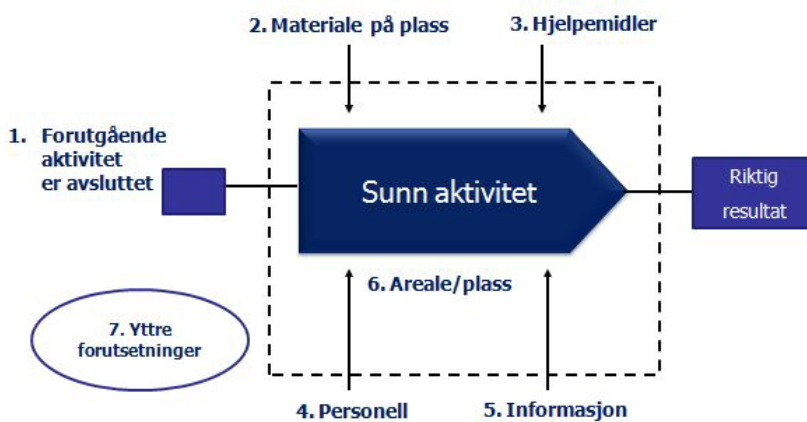 2. Materiale på plass
3. Hjelpemidler
1. Forutgående
aktivitet
er avsluttet
Sunn aktivitet
Riktig
resultat
6. Areale/plass
7. Yttre
forutsetninger
4. Personell
5. Informasjon